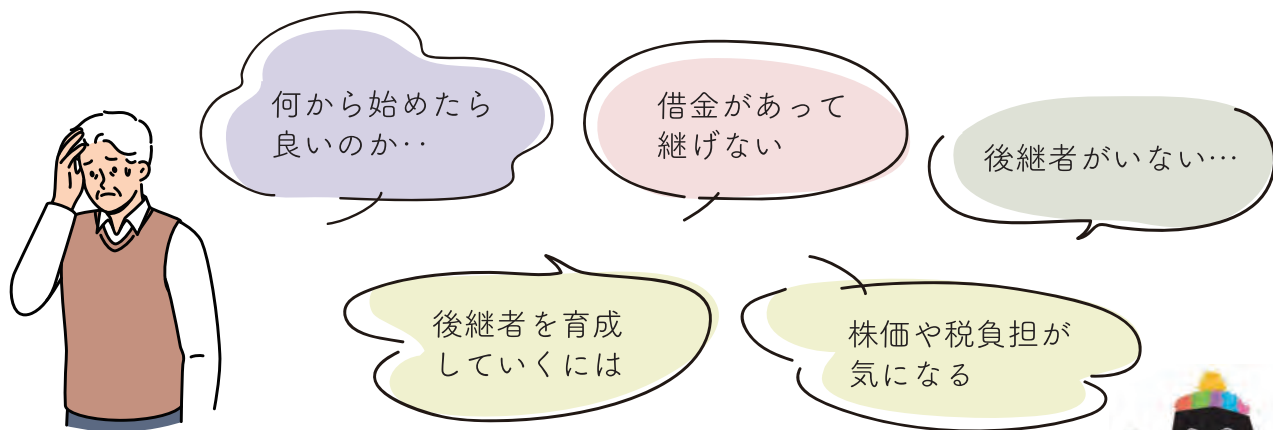 何から始めたら
良いのか‥
借金があって
継げない
後継者がいない…
後継者を育成
していくには
株価や税負担が
気になる